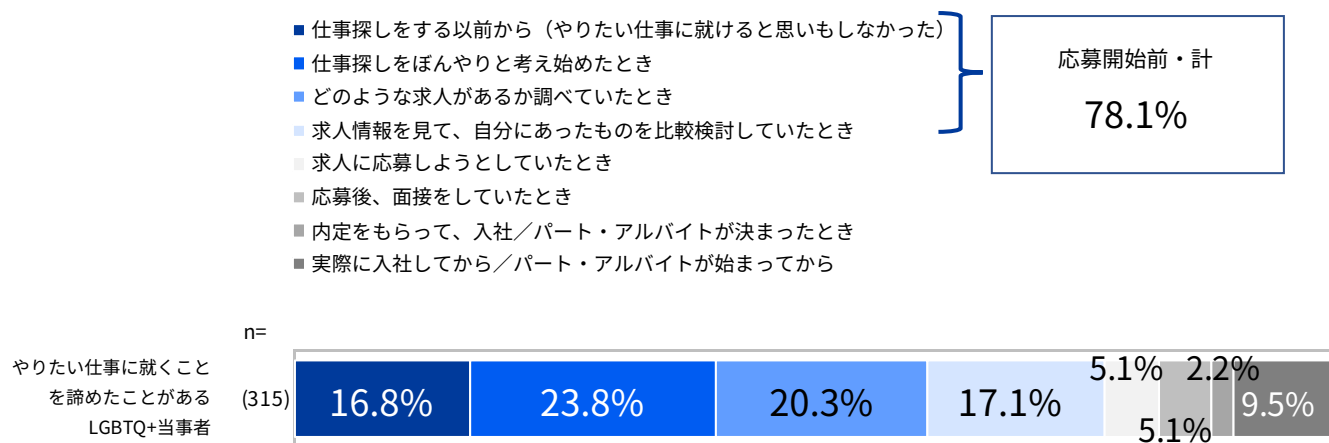 仕事探しをする以前から（やりたい仕事に就けると思いもしなかった）
仕事探しをぼんやりと考え始めたとき
どのような求人があるか調べていたとき
求人情報を見て、自分にあったものを比較検討していたとき
求人に応募しようとしていたとき
応募後、面接をしていたとき
内定をもらって、入社／パート・アルバイトが決まったとき
実際に入社してから／パート・アルバイトが始まってから
応募開始前・計
78.1%
n=
やりたい仕事に就くこと
を諦めたことがある
LGBTQ+当事者
(315)
16.8%
23.8%
20.3%
17.1%
5.1%
5.1%
2.2%
9.5%